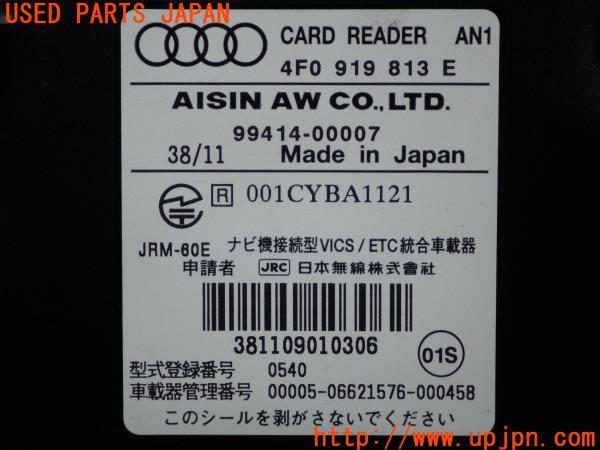 USED PARTS JAPAN
CARD READER AN1
4F0 919 813 E
AISIN AW CO.,LTD.
99414-00007
38/11 Made in Japan
R 001CYBA1121
JRM-60E ナビ機接続型VICS/ETC統合車載器
申請者 JRC 日本無線株式会社
381109010306
01S
型式登録番号 0540
車載器管理番号 00005-06621576-000458
このシールを剥がさないでください
http://www.upjpn.com